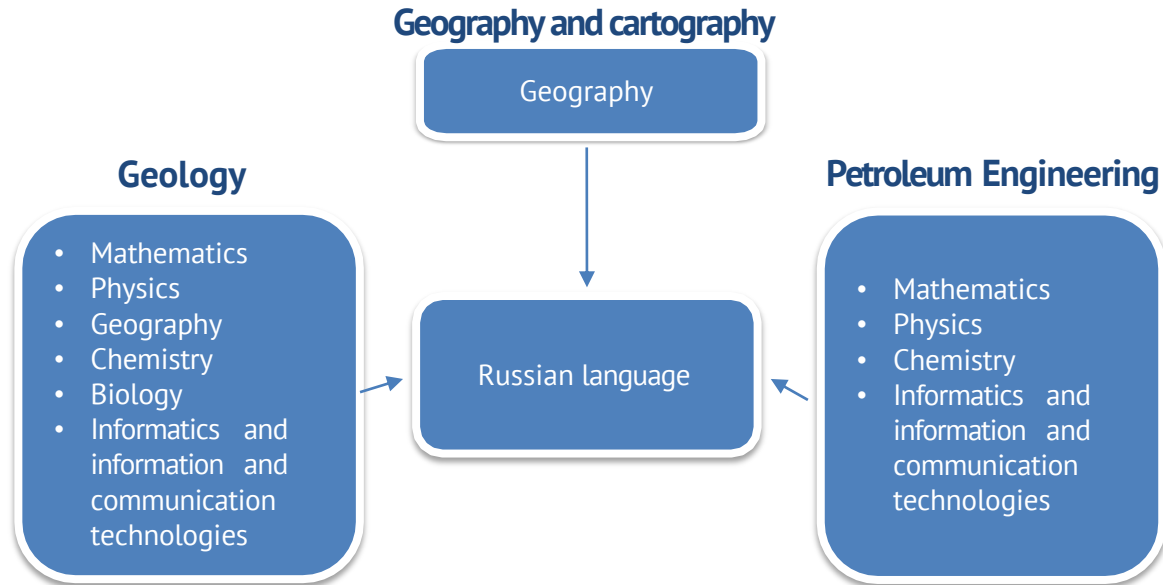 Geography and cartography
Geography
Geology
• Mathematics
• Physics
• Geography
• Chemistry
• Biology
• Informatics and
information and
communication
technologies
Russian language
Petroleum Engineering
• Mathematics
• Physics
• Chemistry
• Informatics and
information and
communication
technologies